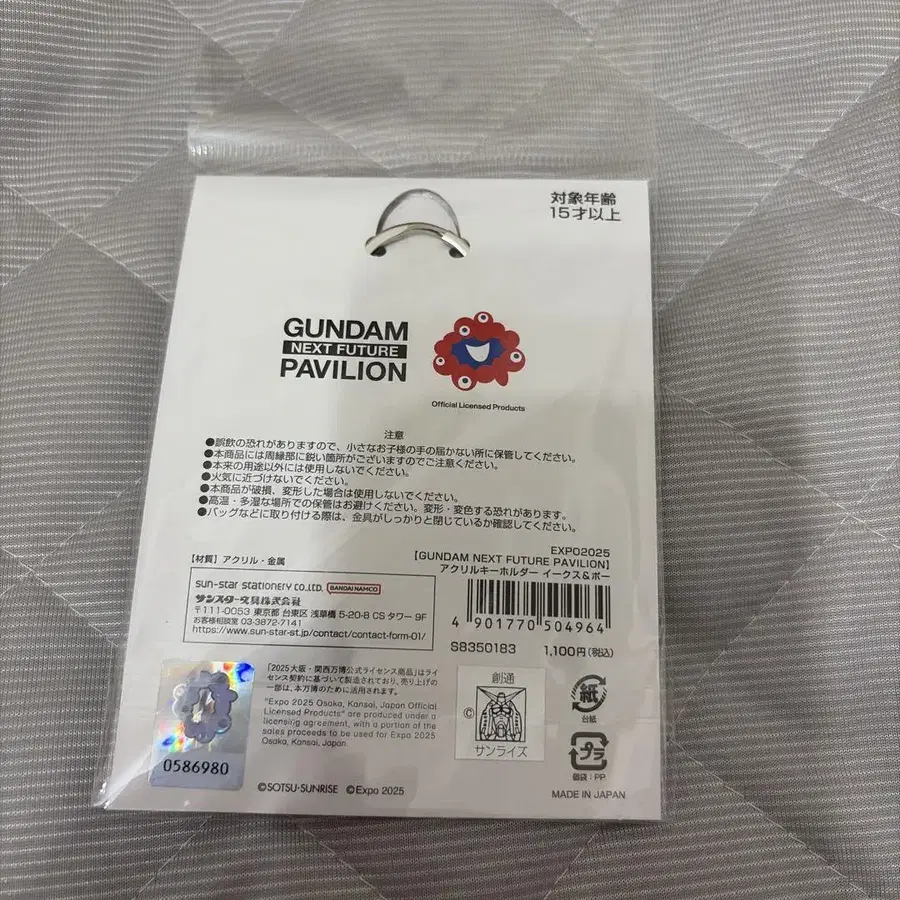 対象年齢
15才以上
GUNDAM
NEXT FUTURE
PAVILION
Official Licensed Products
注意
●誤飲の恐れがありますので、小さなお子様の手の届かない所に保管してください。
●本商品には周縁部に鋭い箇所がございますのでご注意ください。
●本来の用途以外には使用しないでください。
●火気に近づけないでください。
●本商品が破損、変形した場合は使用しないでください。
●高温・多湿な場所での保管はお避けください。変形・変色する恐れがあります。
●バッグなどに取り付ける際は、金具がしっかりと閉じているか確認してください。
EXPO2025
【材質】アクリル・金属
【GUNDAM NEXT FUTURE PAVILION】
アクリルキーホルダー イークス&ボー
sun-star stationery co.,LTD. BANDAI NAMCO
サンスター文具株式会社
〒111-0053 東京都 台東区 浅草橋 5-20-8 CS タワー 9F
お客様相談室 03-3872-7141
https://www.sun-star-st.jp/contact/contact-form-01/
4 901770 504964
S8350183 1,100円(税込)
「2025大阪・関西万博公式ライセンス商品」はライ
センス契約に基づいて製造されており、売り上げの
一部は、本万博のために活用されます。
"Expo 2025 Osaka, Kansai, Japan Official
Licensed Products" are produced under a
licensing agreement, with a portion of the
sales proceeds to be used for Expo 2025
Osaka, Kansai, Japan
0586980
©
創通
サンライズ
紙
台紙
プラ
個袋:PP
©SOTSU・SUNRISE ©Expo 2025
MADE IN JAPAN